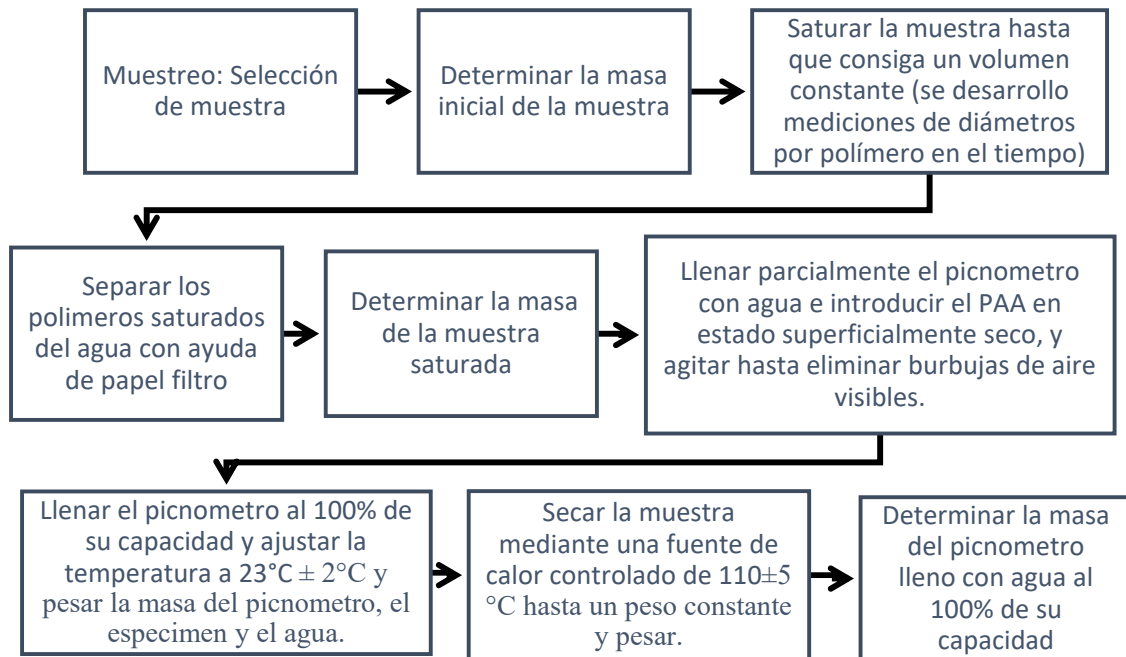 Muestreo: Selección
de muestra
Determinar la masa
inicial de la muestra
Saturar la muestra hasta
que consiga un volumen
constante (se desarrollo
mediciones de diámetros
por polímero en el tiempo)
Separar los
polimeros saturados
del agua con ayuda
de papel filtro
Determinar la masa
de la muestra
saturada
Llenar parcialmente el picnometro
con agua e introducir el PAA en
estado superficialmente seco, y
agitar hasta eliminar burbujas de aire
visibles.
Llenar el picnometro al 100% de
su capacidad y ajustar la
temperatura a 23°C ± 2°C y
pesar la masa del picnometro, el
especimen y el agua.
Secar la muestra
mediante una fuente de
calor controlado de 110±5
°C hasta un peso constante
y pesar.
Determinar la masa
del picnometro
lleno con agua al
100% de su
capacidad